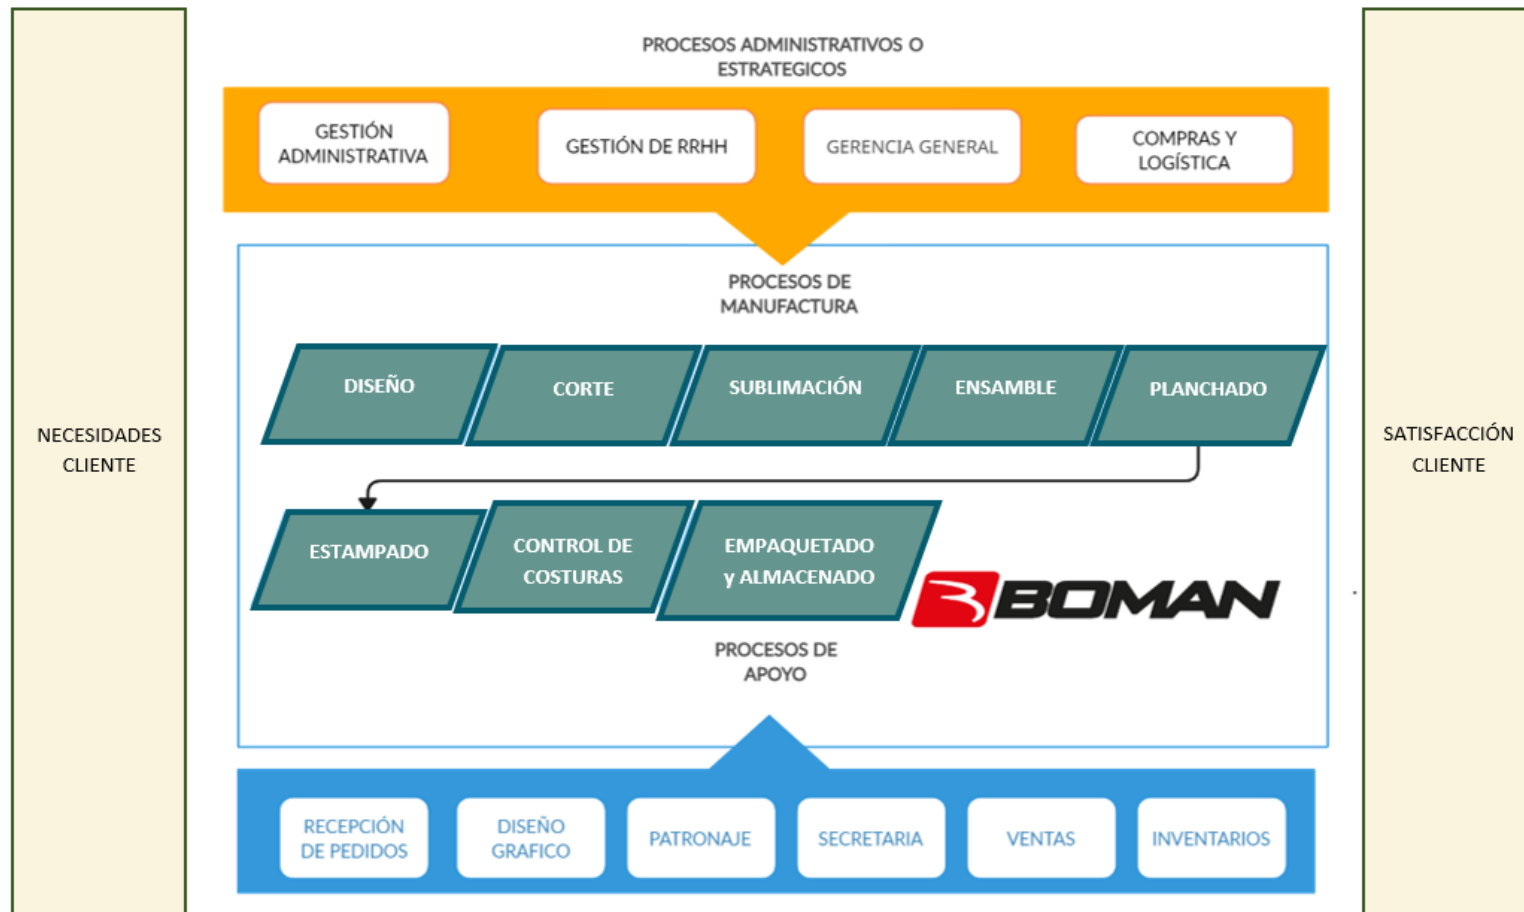 PROCESOS ADMINISTRATIVOS O
ESTRATEGICOS
GESTIÓN
ADMINISTRATIVA
GESTIÓN DE RRHH
GERENCIA GENERAL
COMPRAS Y
LOGÍSTICA
NECESIDADES
CLIENTE
PROCESOS DE
MANUFACTURA
DISEÑO
CORTE
SUBLIMACIÓN
ENSAMBLE
PLANCHADO
ESTAMPADO
CONTROL DE
COSTURAS
EMPAQUETADO
y ALMACENADO
BOMAN
PROCESOS DE
APOYO
SATISFACCIÓN
CLIENTE
RECEPCIÓN
DE PEDIDOS
DISEÑO
GRAFICO
PATRONAJE
SECRETARIA
VENTAS
INVENTARIOS